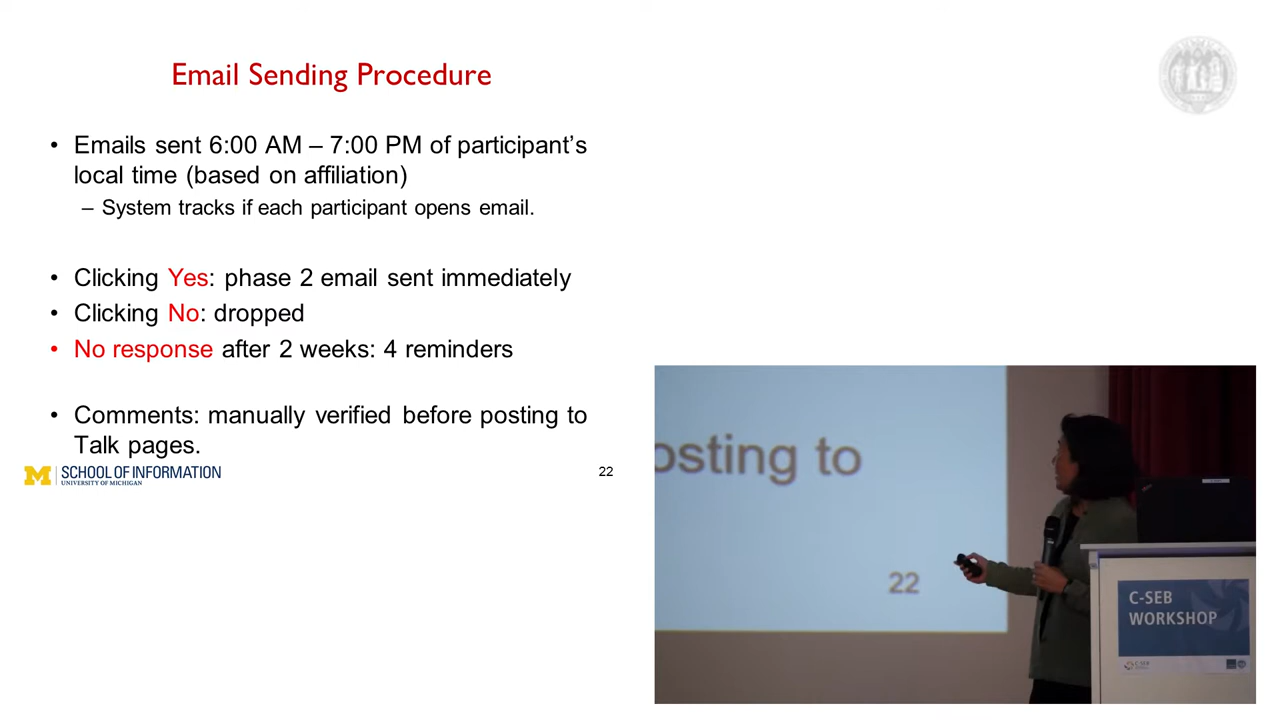 Email Sending Procedure
• Emails sent 6:00 AM – 7:00 PM of participant's
local time (based on affiliation)
– System tracks if each participant opens email.
• Clicking Yes: phase 2 email sent immediately
• Clicking No: dropped
• No response after 2 weeks: 4 reminders
• Comments: manually verified before posting to
Talk pages.
M SCHOOL OF INFORMATION
UNIVERSITY OF MICHIGAN
22
osting to
22
C-SEB
WORKSHOP
C-SEB